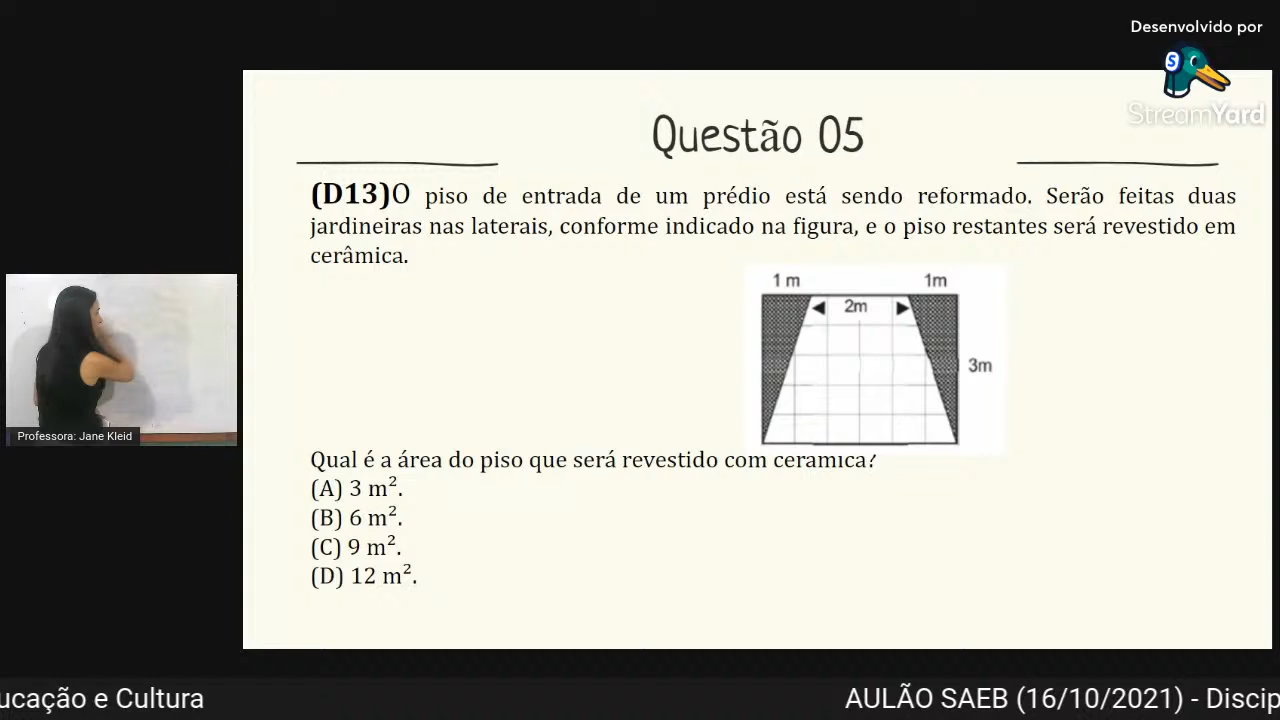 Desenvolvido por
S
StreamYard
Questão 05
(D13)O piso de entrada de um prédio está sendo reformado. Serão feitas duas
jardineiras nas laterais, conforme indicado na figura, e o piso restantes será revestido em
cerâmica.
1 m 1m
2m
3m
Professora: Jane Kleid
Qual é a área do piso que será revestido com cerâmica?
(A) 3 m².
(B) 6 m².
(C) 9 m².
(D) 12 m².
ucação e Cultura AULÃO SAEB (16/10/2021) - Discip